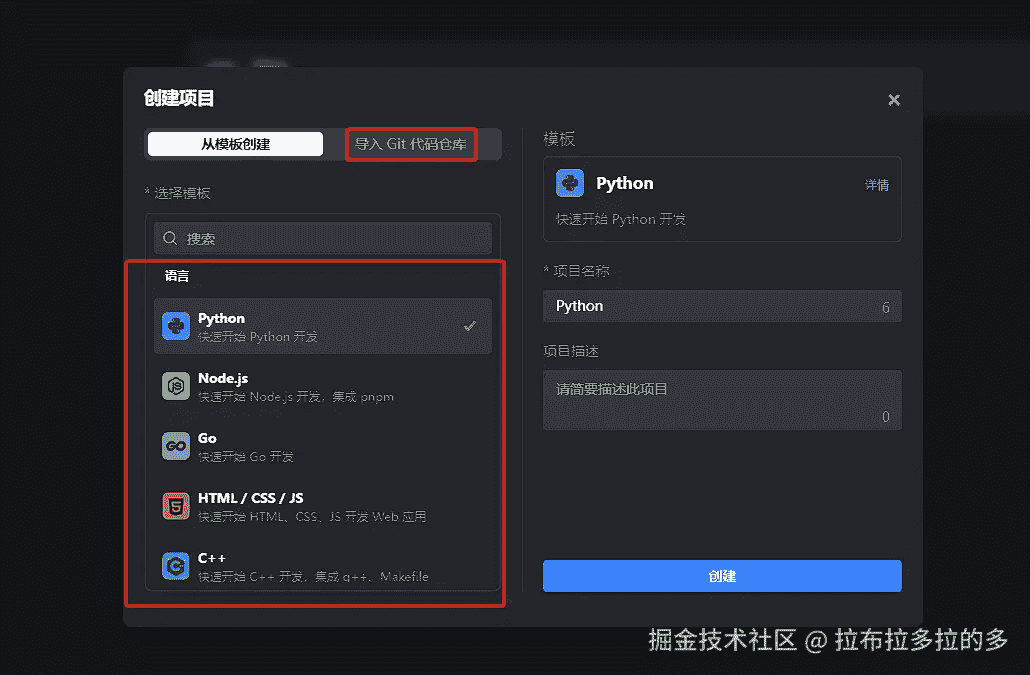 创建项目
从模板创建
导入 Git 代码仓库
* 选择模板
搜索
语言
Python
快速开始 Python 开发
Node.js
快速开始 Node.js 开发，集成 pnpm
Go
快速开始 Go 开发
HTML / CSS / JS
快速开始 HTML、CSS、JS 开发 Web 应用
C++
快速开始 C++ 开发，集成 g++、Makefile
模板
Python
详情
快速开始 Python 开发
* 项目名称
Python
6
项目描述
请简要描述此项目
0
创建
掘金技术社区 @ 拉布拉多拉的多